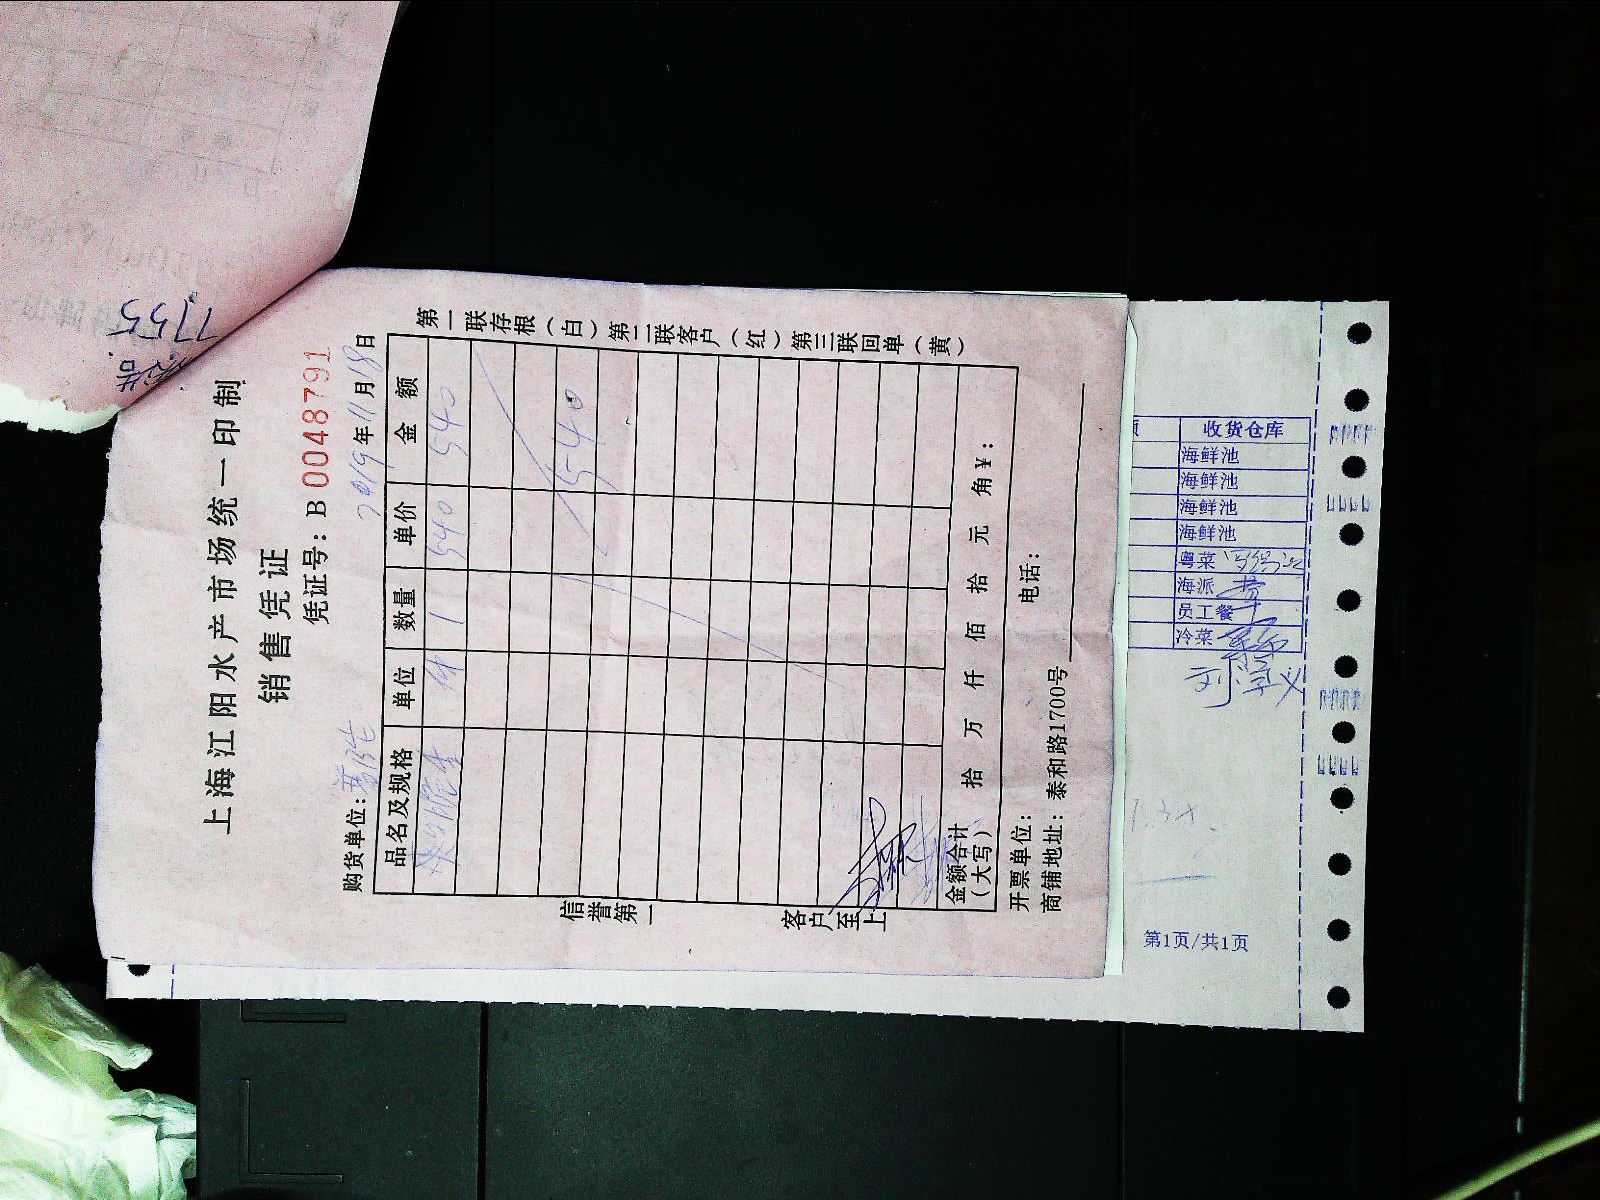 上海江阳水产市场统一印制
销售凭证
凭证号：B 0048791
购货单位：
2019年11月18日
品名及规格 单位 数量 单价 金额
件 1 540 540
540
金额合计（大写） 拾 万 仟 佰 拾 元 角 ¥：
开票单位： 电话：
商铺地址：泰和路1700号
第一联存根（白）第二联客户（红）第三联回单（黄）
信誉第一
客户至上
7755
收货仓库
海鲜池
海鲜池
海鲜池
海鲜池
粤菜
海派
员工餐
冷菜
第1页/共1页